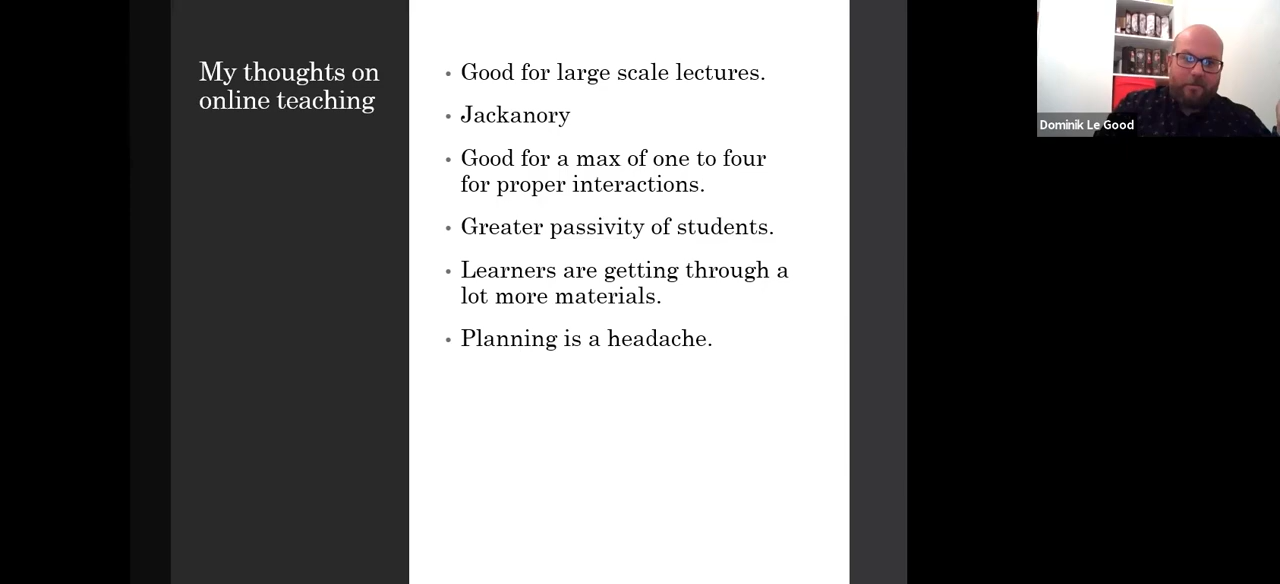 My thoughts on
online teaching
Good for large scale lectures.
Jackanory
Good for a max of one to four
for proper interactions.
Greater passivity of students.
Learners are getting through a
lot more materials.
Planning is a headache.
Dominik Le Good